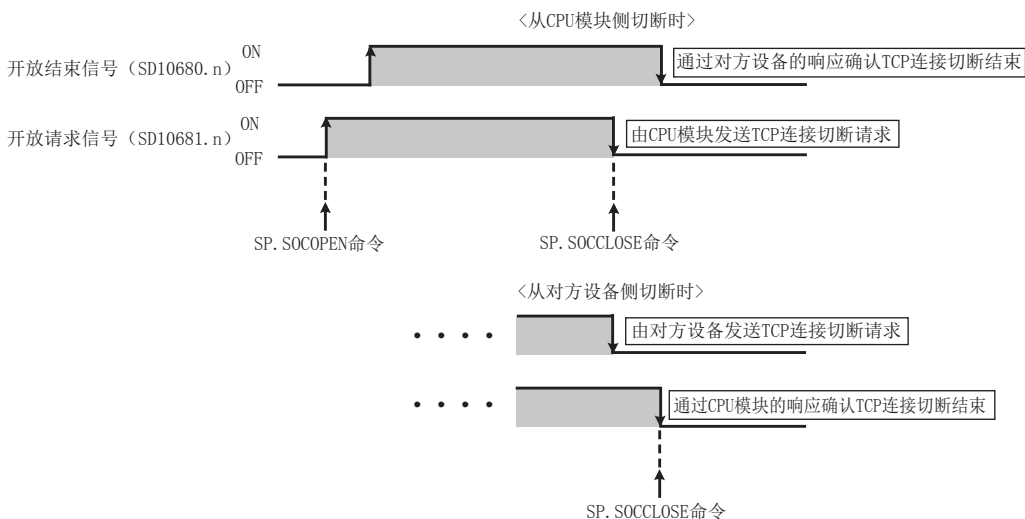 <从CPU模块侧切断时>
开放结束信号（SD10680.n）
ON
OFF
通过对方设备的响应确认TCP连接切断结束
开放请求信号（SD10681.n）
ON
OFF
由CPU模块发送TCP连接切断请求
SP.SOCOPEN命令
SP.SOCCLOSE命令
<从对方设备侧切断时>
由对方设备发送TCP连接切断请求
通过CPU模块的响应确认TCP连接切断结束
SP.SOCCLOSE命令